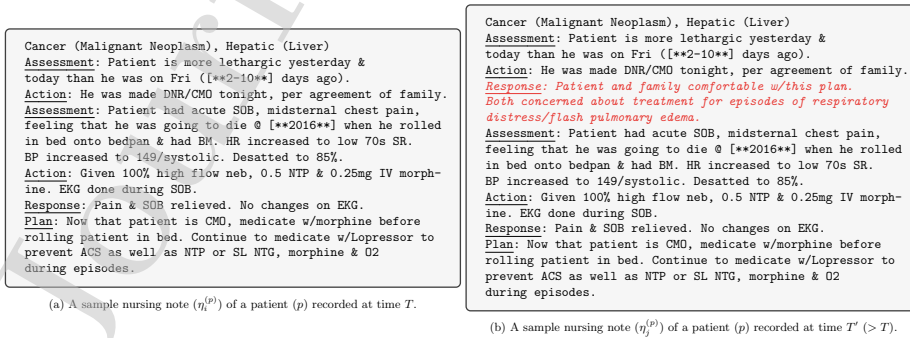 Cancer (Malignant Neoplasm), Hepatic (Liver)
Assessment: Patient is more lethargic yesterday &
today than he was on Fri ([**2-10**] days ago).
Action: He was made DNR/CMO tonight, per agreement of family.
Assessment: Patient had acute SOB, midsternal chest pain,
feeling that he was going to die @ [**2016**] when he rolled
in bed onto bedpan & had BM. HR increased to low 70s SR.
BP increased to 149/systolic. Desatted to 85%.
Action: Given 100% high flow neb, 0.5 NTP & 0.25mg IV morph-
ine. EKG done during SOB.
Response: Pain & SOB relieved. No changes on EKG.
Plan: Now that patient is CMO, medicate w/morphine before
rolling patient in bed. Continue to medicate w/Lopressor to
prevent ACS as well as NTP or SL NTG, morphine & O2
during episodes.
(a) A sample nursing note (η_i^(p)) of a patient (p) recorded at time T.
Cancer (Malignant Neoplasm), Hepatic (Liver)
Assessment: Patient is more lethargic yesterday &
today than he was on Fri ([**2-10**] days ago).
Action: He was made DNR/CMO tonight, per agreement of family.
Response: Patient and family comfortable w/this plan.
Both concerned about treatment for episodes of respiratory
distress/flash pulmonary edema.
Assessment: Patient had acute SOB, midsternal chest pain,
feeling that he was going to die @ [**2016**] when he rolled
in bed onto bedpan & had BM. HR increased to low 70s SR.
BP increased to 149/systolic. Desatted to 85%.
Action: Given 100% high flow neb, 0.5 NTP & 0.25mg IV morph-
ine. EKG done during SOB.
Response: Pain & SOB relieved. No changes on EKG.
Plan: Now that patient is CMO, medicate w/morphine before
rolling patient in bed. Continue to medicate w/Lopressor to
prevent ACS as well as NTP or SL NTG, morphine & O2
during episodes.
(b) A sample nursing note (η_j^(p)) of a patient (p) recorded at time T′ (> T).